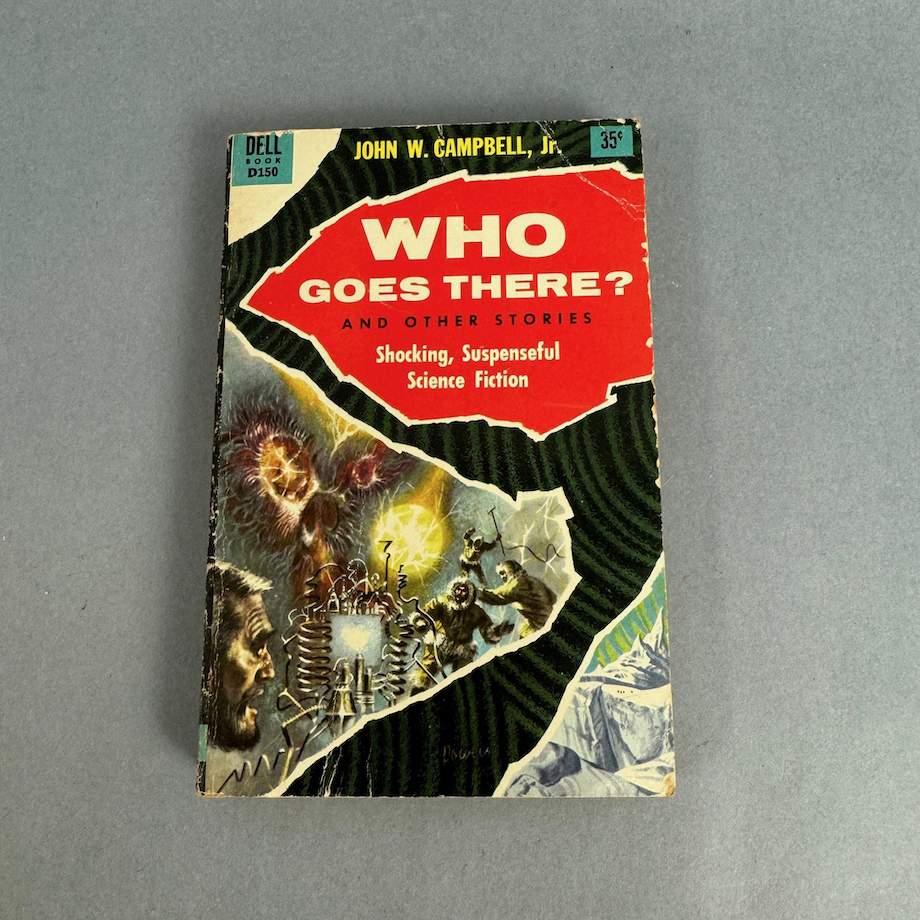 DELL
BOOK
D150
JOHN W. CAMPBELL, Jr.
35¢
WHO
GOES THERE?
AND OTHER STORIES
Shocking, Suspenseful
Science Fiction